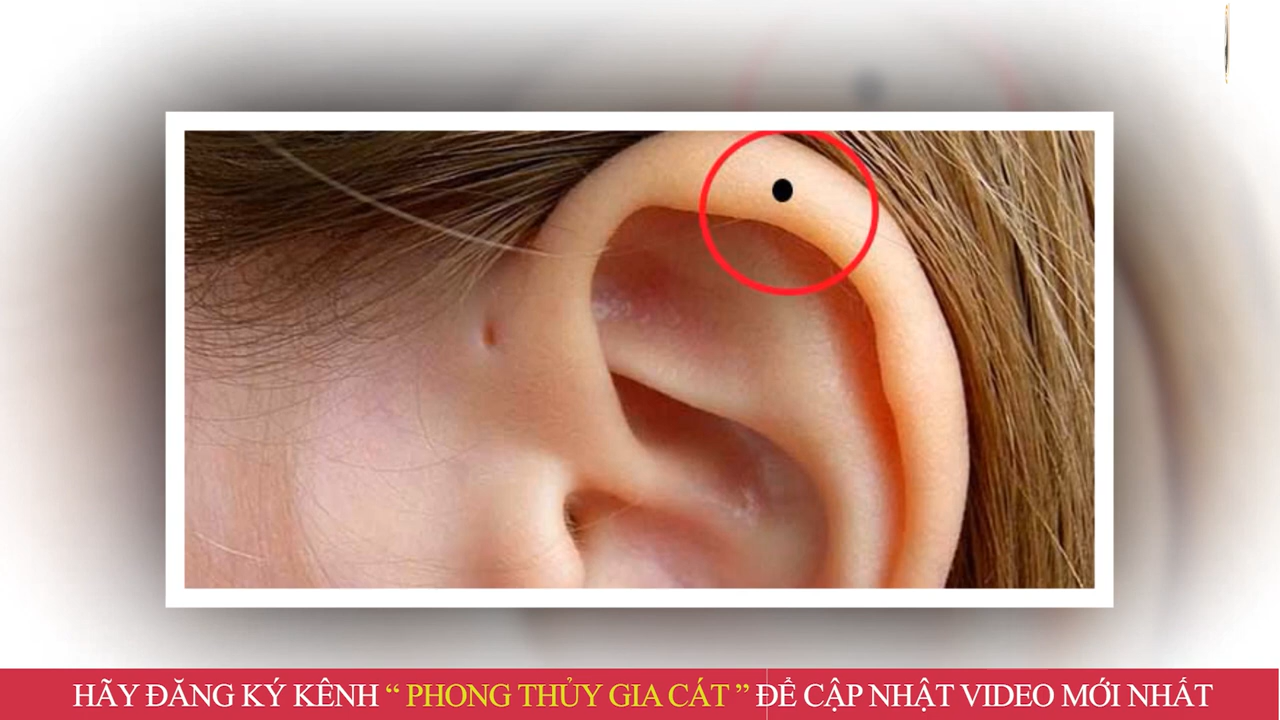 HÃY ĐĂNG KÝ KÊNH “ PHONG THỦY GIA CÁT ” ĐỂ CẬP NHẬT VIDEO MỚI NHẤT